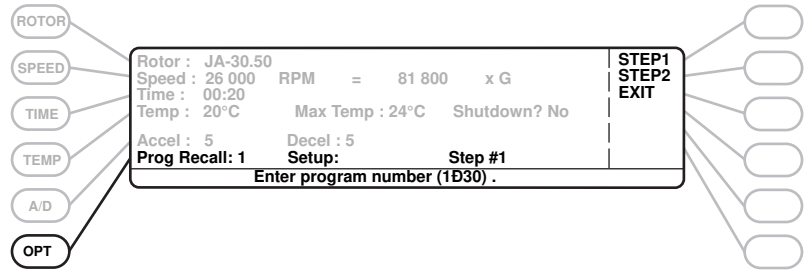 ROTOR
SPEED
TIME
TEMP
A/D
OPT
Rotor : JA-30.50
Speed : 26 000 RPM = 81 800 x G
Time : 00:20
Temp : 20°C Max Temp : 24°C Shutdown? No
Accel : 5 Decel : 5
Prog Recall: 1 Setup: Step #1
Enter program number (1Ð30) .
STEP1
STEP2
EXIT